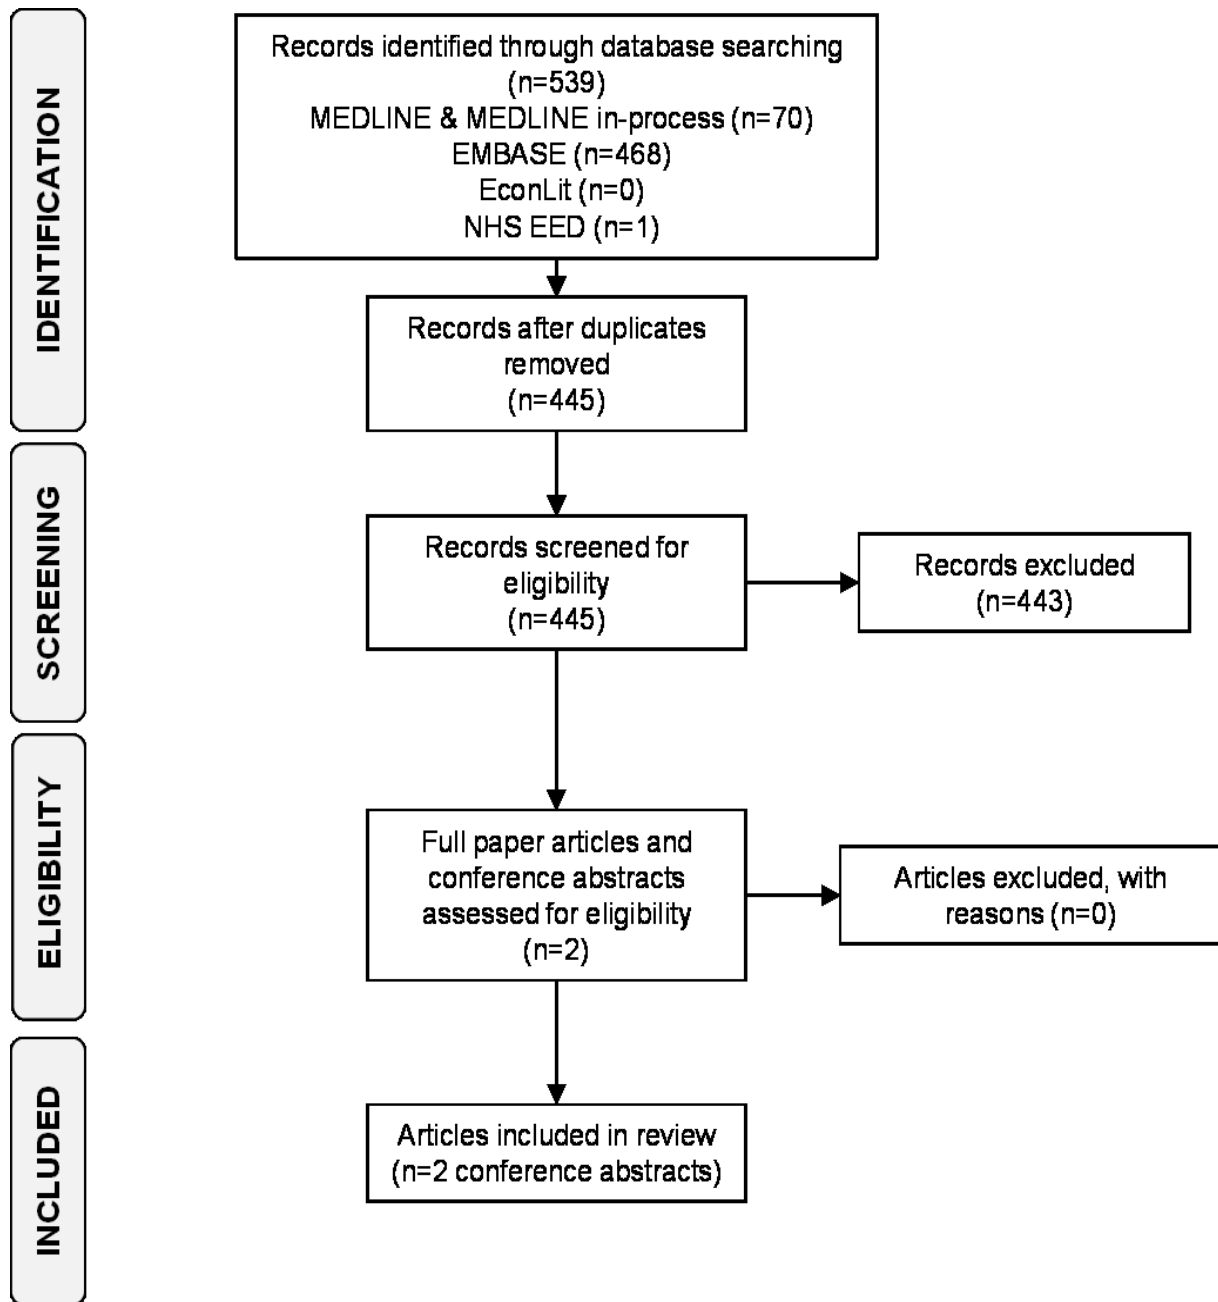 IDENTIFICATION
Records identified through database searching
(n=539)
MEDLINE & MEDLINE in-process (n=70)
EMBASE (n=468)
EconLit (n=0)
NHS EED (n=1)
Records after duplicates
removed
(n=445)
SCREENING
Records screened for
eligibility
(n=445)
Records excluded
(n=443)
ELIGIBILITY
Full paper articles and
conference abstracts
assessed for eligibility
(n=2)
Articles excluded, with
reasons (n=0)
INCLUDED
Articles included in review
(n=2 conference abstracts)